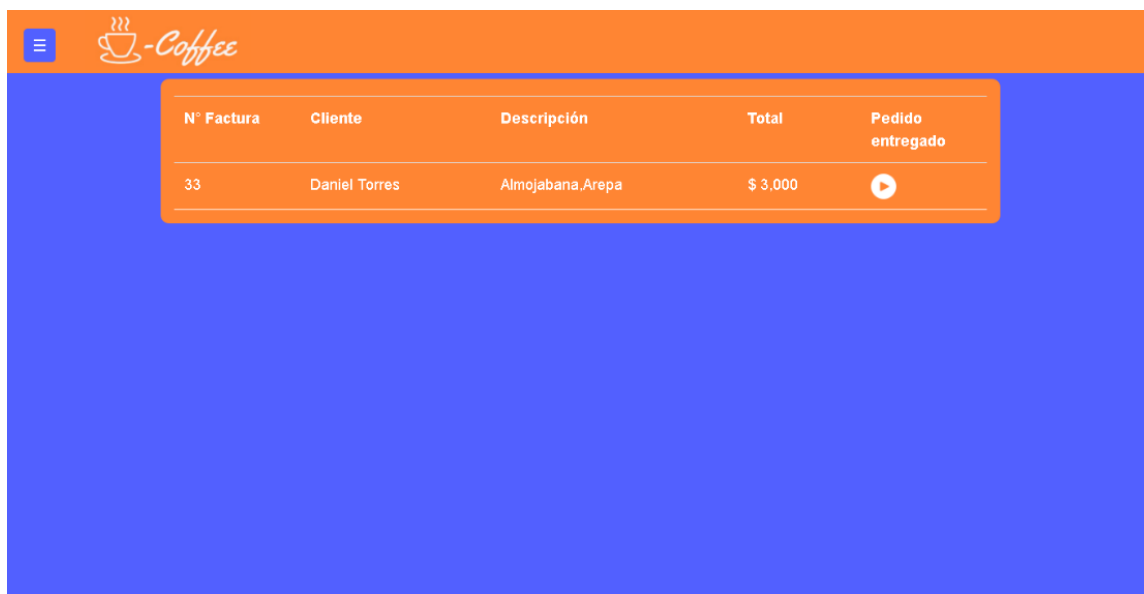 -Coffee
N° Factura Cliente Descripción Total Pedido entregado
33 Daniel Torres Almojabana,Arepa $ 3,000